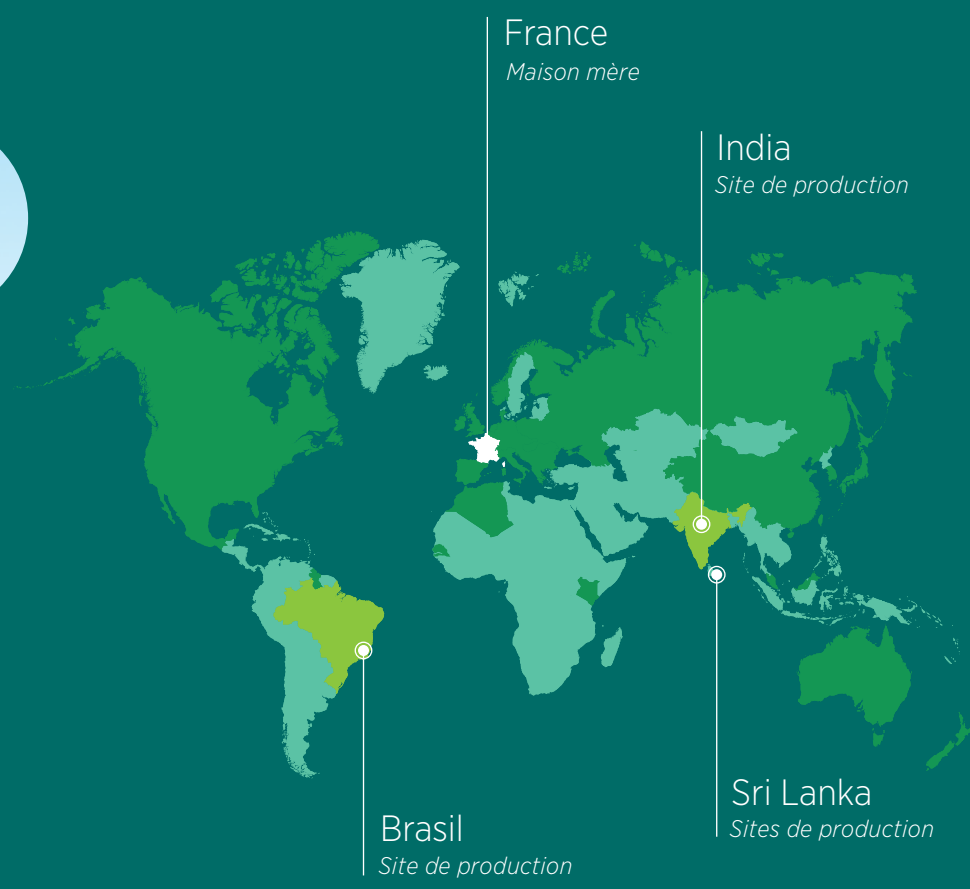 France
Maison mère
India
Site de production
Sri Lanka
Sites de production
Brasil
Site de production